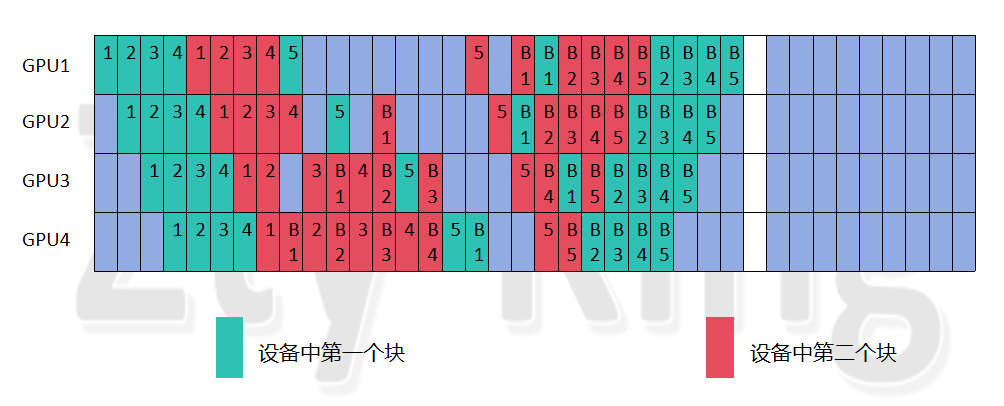 GPU1 1 2 3 4 1 2 3 4 5 5 B1 B1 B2 B3 B4 B5 B2 B3 B4 B5
GPU2 1 2 3 4 1 2 3 4 5 B1 5 B1 B2 B3 B4 B5 B2 B3 B4 B5
GPU3 1 2 3 4 1 2 3 B1 4 B2 5 B3 5 B4 B1 B5 B2 B3 B4 B5
GPU4 1 2 3 4 1 B1 2 B2 3 B3 4 B4 5 B1 5 B5 B2 B3 B4 B5
Zty King
设备中第一个块 设备中第二个块